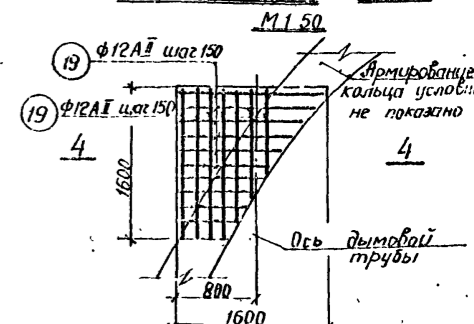 М 1:50
19 ф12АII шаг 150
Армирование
кольца условно
не показано
19 ф12АII шаг 150
4 4
1600
Ось дымовой
трубы
800
1600